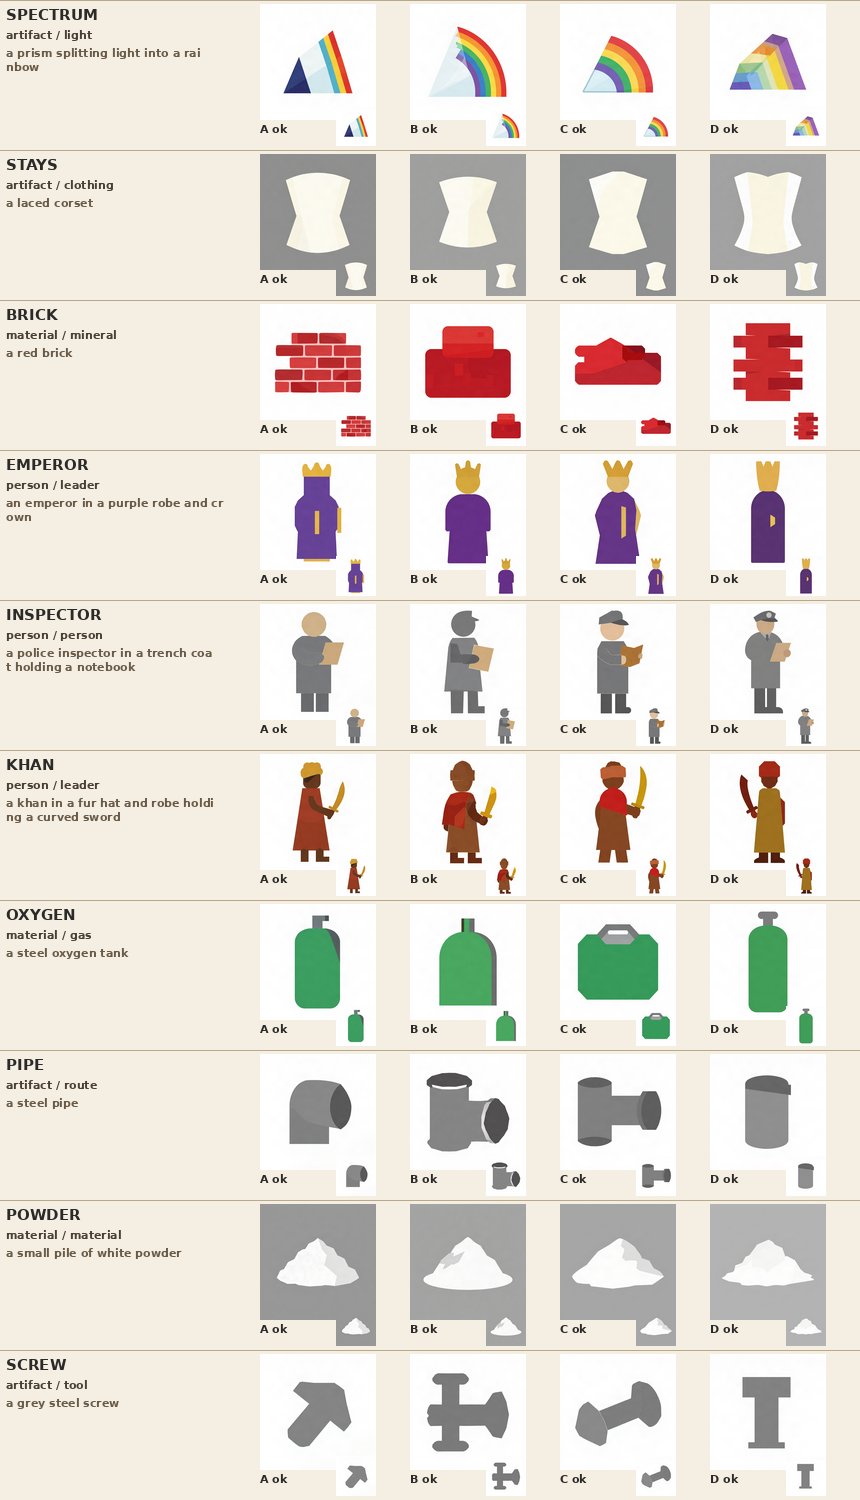 SPECTRUM
artifact / light
a prism splitting light into a rai
nbow
A ok
B ok
C ok
D ok
STAYS
artifact / clothing
a laced corset
A ok
B ok
C ok
D ok
BRICK
material / mineral
a red brick
A ok
B ok
C ok
D ok
EMPEROR
person / leader
an emperor in a purple robe and cr
own
A ok
B ok
C ok
D ok
INSPECTOR
person / person
a police inspector in a trench coa
t holding a notebook
A ok
B ok
C ok
D ok
KHAN
person / leader
a khan in a fur hat and robe holdi
ng a curved sword
A ok
B ok
C ok
D ok
OXYGEN
material / gas
a steel oxygen tank
A ok
B ok
C ok
D ok
PIPE
artifact / route
a steel pipe
A ok
B ok
C ok
D ok
POWDER
material / material
a small pile of white powder
A ok
B ok
C ok
D ok
SCREW
artifact / tool
a grey steel screw
A ok
B ok
C ok
D ok